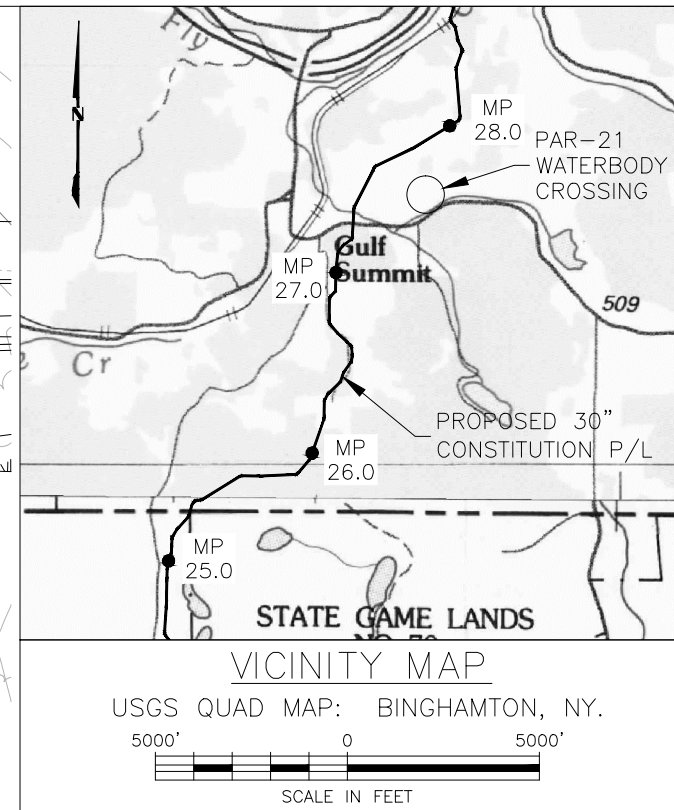 Fly
N
MP
28.0
PAR-21
WATERBODY
CROSSING
Gulf
Summit
MP
27.0
509
Cr
PROPOSED 30"
CONSTITUTION P/L
MP
26.0
MP
25.0
STATE GAME LANDS
VICINITY MAP
USGS QUAD MAP: BINGHAMTON, NY.
5000' 0 5000'
SCALE IN FEET